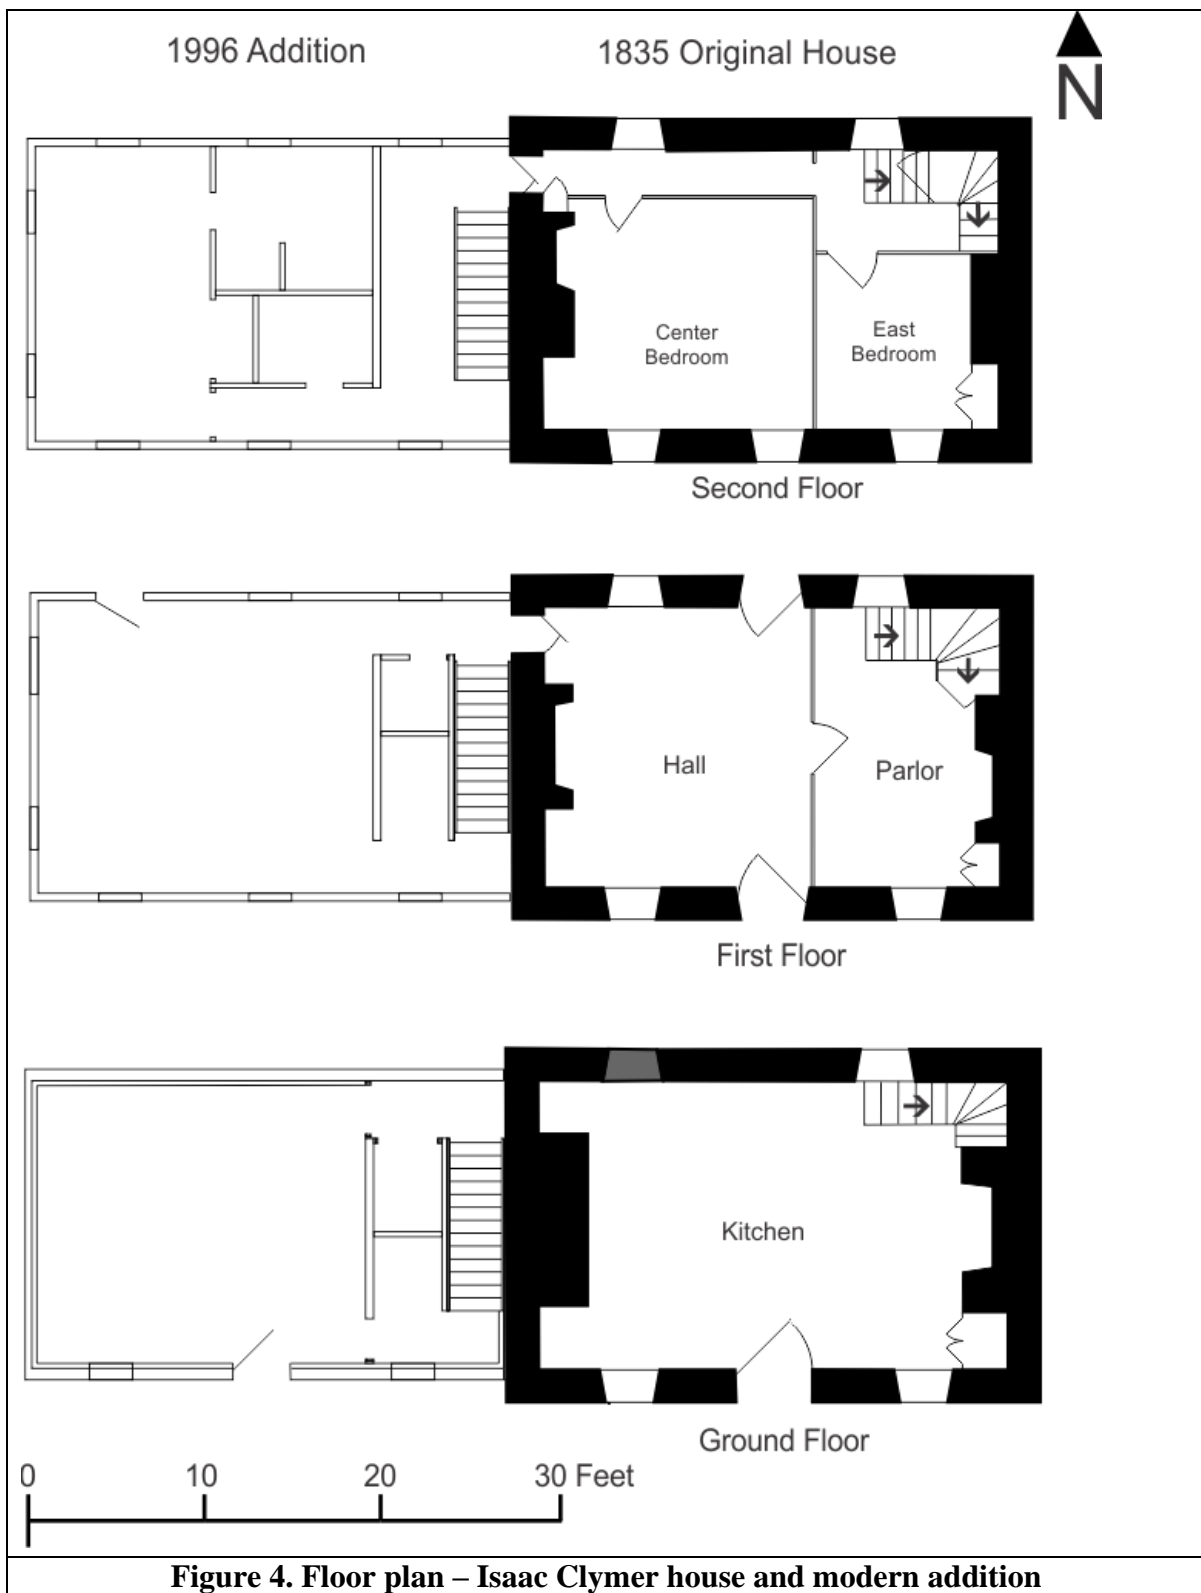 1996 Addition
1835 Original House
N
Center
Bedroom
East
Bedroom
Second Floor
Hall
Parlor
First Floor
Kitchen
Ground Floor
0 10 20 30 Feet
Figure 4. Floor plan – Isaac Clymer house and modern addition